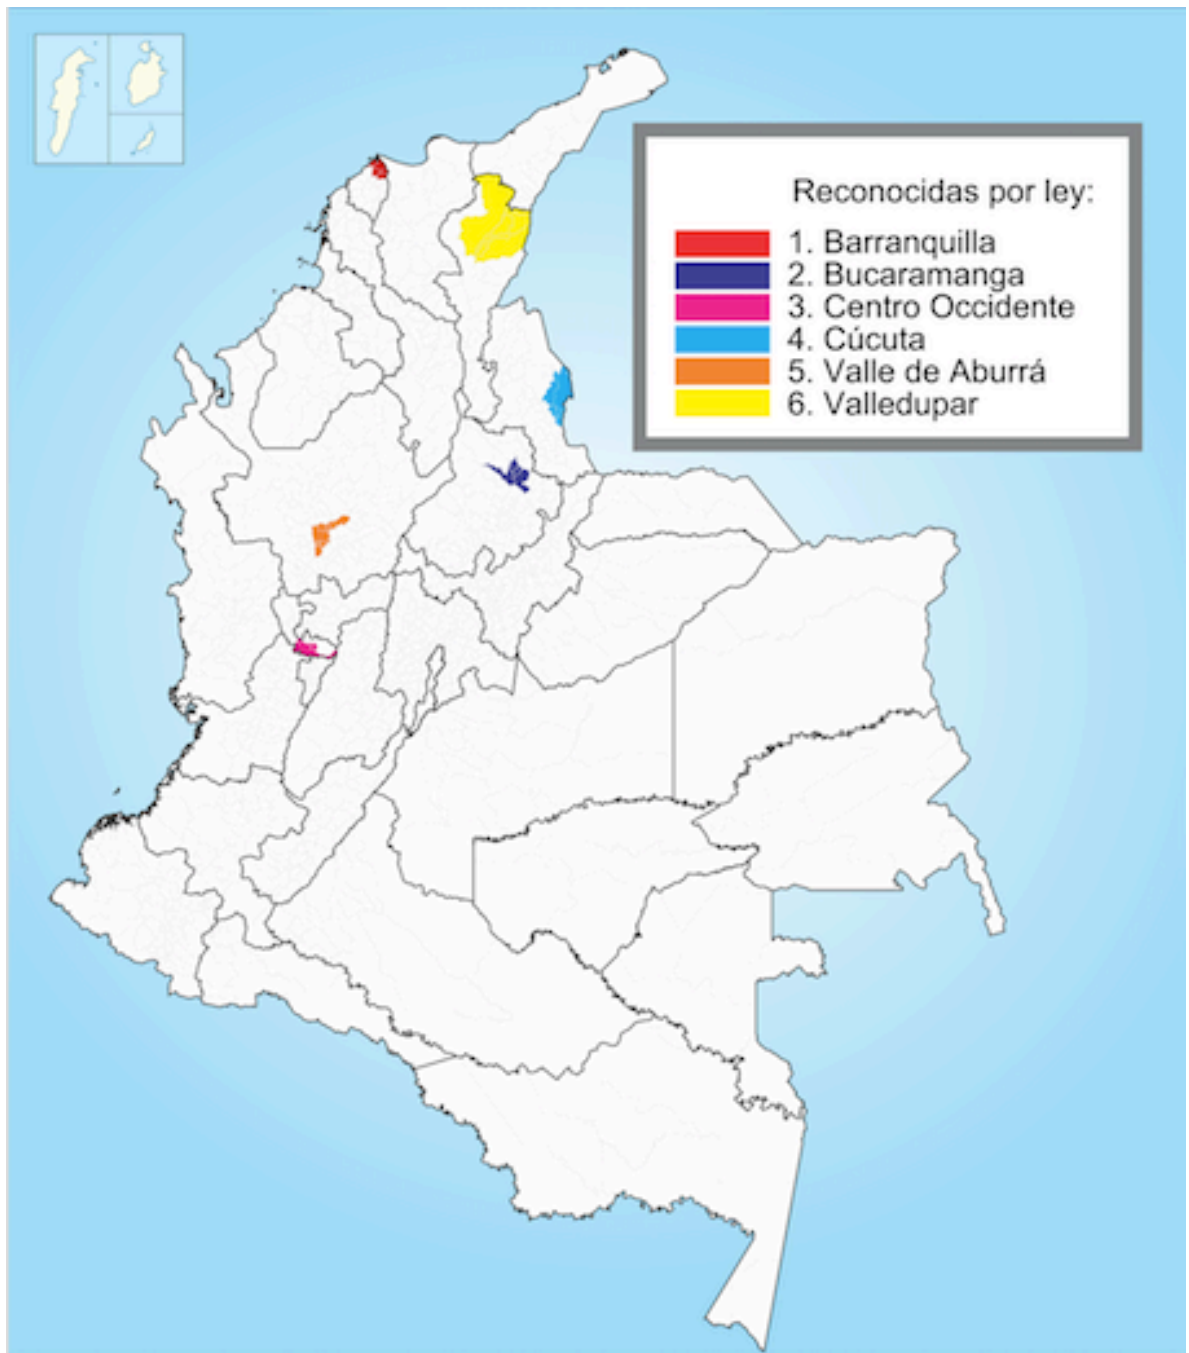 Reconocidas por ley:
1. Barranquilla
2. Bucaramanga
3. Centro Occidente
4. Cúcuta
5. Valle de Aburrá
6. Valledupar